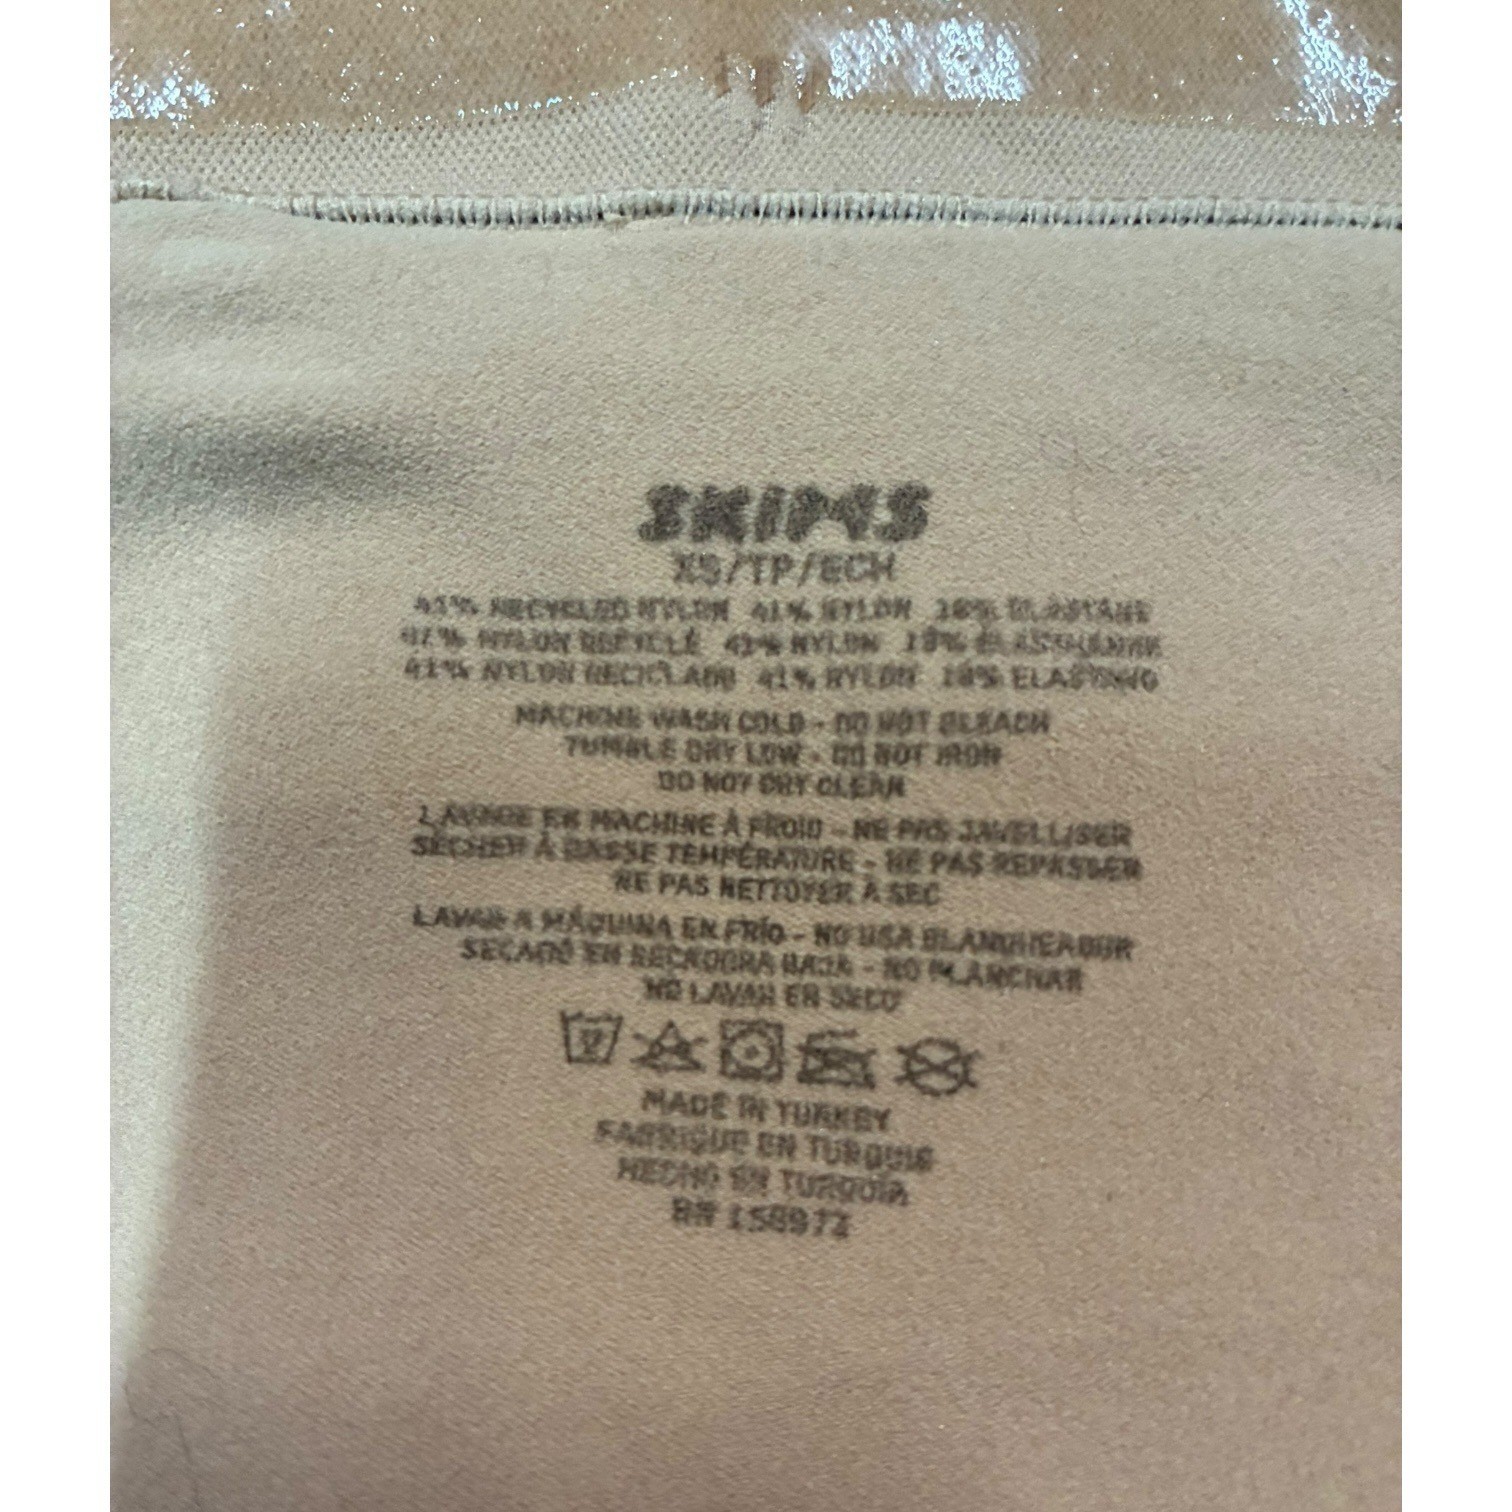 SKIMS
XS/TP/ECH
41% RECYCLED NYLON 41% NYLON 18% ELASTANE
41% NYLON RECYCLÉ 41% NYLON 18% ÉLASTHANNE
41% NYLON RECICLADO 41% NYLON 18% ELASTANO
MACHINE WASH COLD - DO NOT BLEACH
TUMBLE DRY LOW - DO NOT IRON
DO NOT DRY CLEAN
LAVAGE EN MACHINE À FROID - NE PAS JAVELLISER
SÉCHER À BASSE TEMPÉRATURE - NE PAS REPASSER
NE PAS NETTOYER À SEC
LAVAR A MÁQUINA EN FRÍO - NO USA BLANQUEADOR
SECADO EN SECADORA BAJA - NO PLANCHAR
NO LAVAR EN SECO
MADE IN TURKEY
FABRIQUÉ EN TURQUIE
HECHO EN TURQUÍA
RN 158972